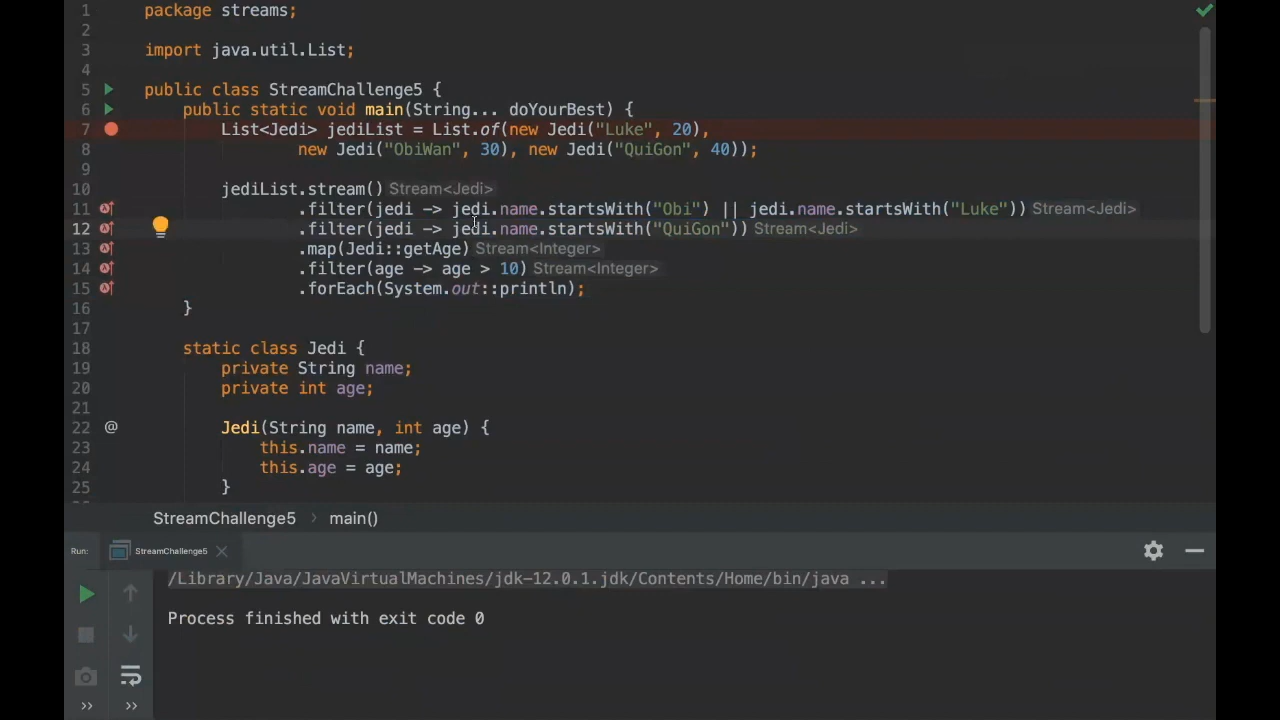 1 package streams;
2
3 import java.util.List;
4
5 public class StreamChallenge5 {
6 public static void main(String... doYourBest) {
7 List<Jedi> jediList = List.of(new Jedi("Luke", 20),
8 new Jedi("ObiWan", 30), new Jedi("QuiGon", 40));
9
10 jediList.stream() Stream<Jedi>
11 .filter(jedi -> jedi.name.startsWith("Obi") || jedi.name.startsWith("Luke")) Stream<Jedi>
12 .filter(jedi -> jedi.name.startsWith("QuiGon")) Stream<Jedi>
13 .map(Jedi::getAge) Stream<Integer>
14 .filter(age -> age > 10) Stream<Integer>
15 .forEach(System.out::println);
16 }
17
18 static class Jedi {
19 private String name;
20 private int age;
21
22 @ Jedi(String name, int age) {
23 this.name = name;
24 this.age = age;
25 }
StreamChallenge5 > main()
Run: StreamChallenge5
/Library/Java/JavaVirtualMachines/jdk-12.0.1.jdk/Contents/Home/bin/java ...
Process finished with exit code 0